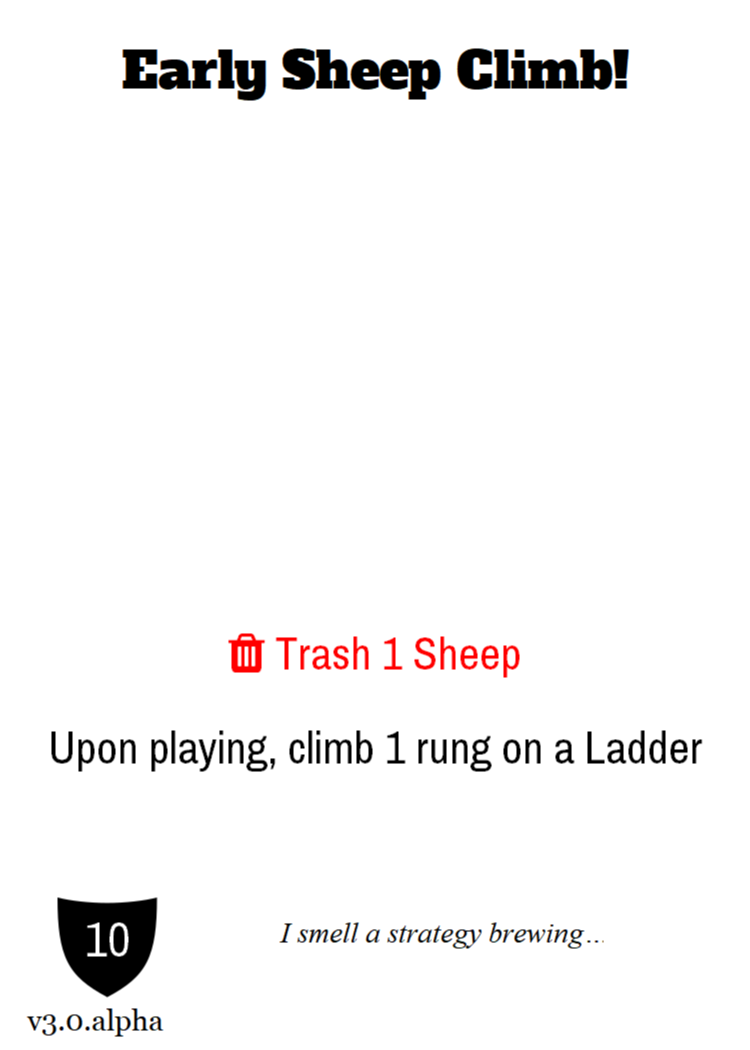 Early Sheep Climb!
Trash 1 Sheep
Upon playing, climb 1 rung on a Ladder
10
I smell a strategy brewing...
v3.0.alpha